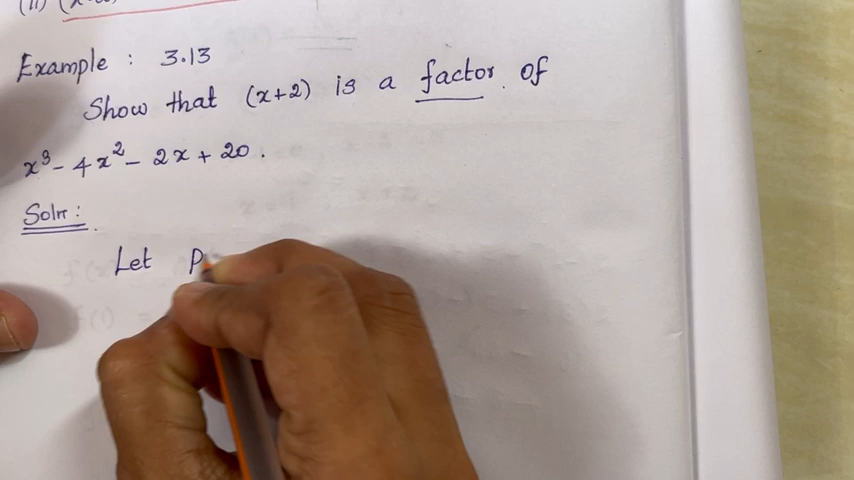 Example : 3.13
Show that (x+2) is a factor of
x³ - 4x² - 2x + 20.
Soln :
Let P